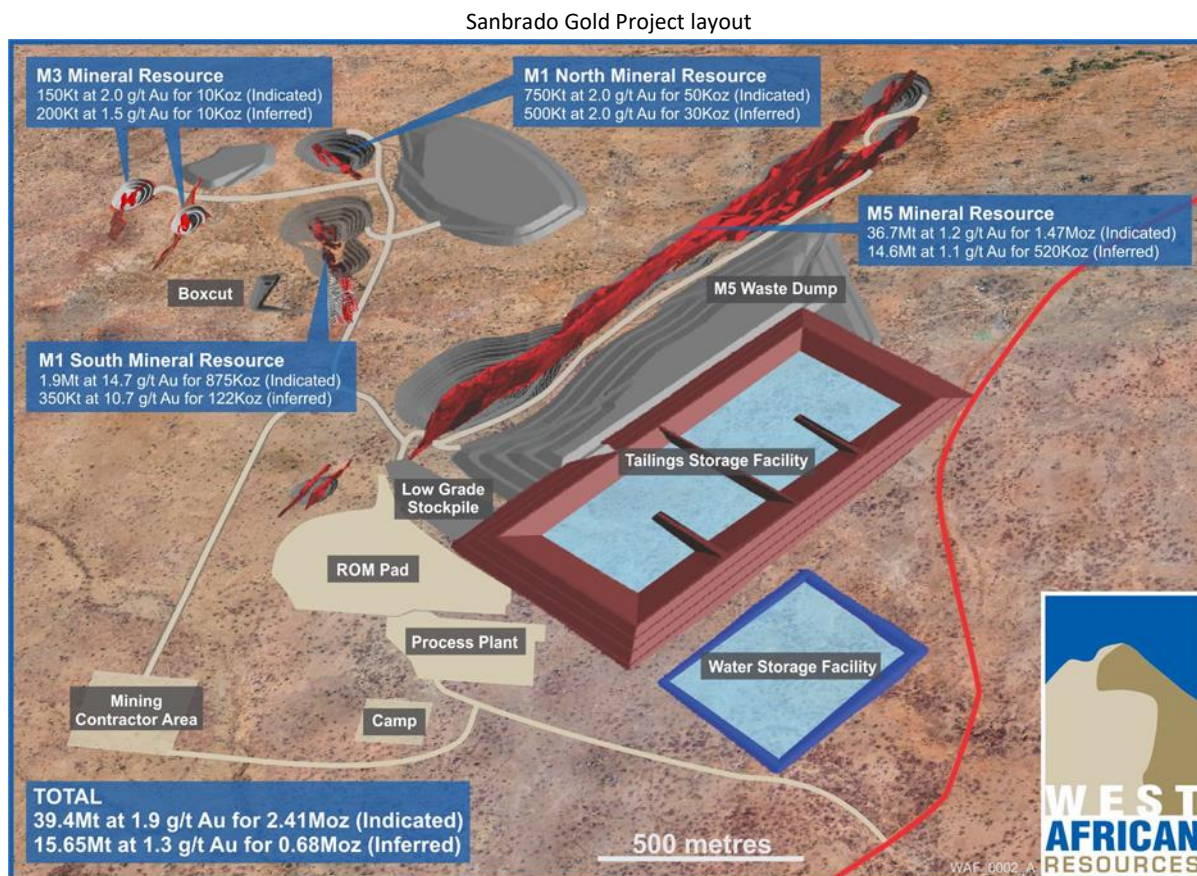 Sanbrado Gold Project layout
M3 Mineral Resource
150Kt at 2.0 g/t Au for 10Koz (Indicated)
200Kt at 1.5 g/t Au for 10Koz (Inferred)
M1 North Mineral Resource
750Kt at 2.0 g/t Au for 50Koz (Indicated)
500Kt at 2.0 g/t Au for 30Koz (Inferred)
M5 Mineral Resource
36.7Mt at 1.2 g/t Au for 1.47Moz (Indicated)
14.6Mt at 1.1 g/t Au for 520Koz (Inferred)
Boxcut
M5 Waste Dump
M1 South Mineral Resource
1.9Mt at 14.7 g/t Au for 875Koz (Indicated)
350Kt at 10.7 g/t Au for 122Koz (inferred)
Tailings Storage Facility
Low Grade
Stockpile
ROM Pad
Process Plant
Water Storage Facility
Mining
Contractor Area
Camp
TOTAL
39.4Mt at 1.9 g/t Au for 2.41Moz (Indicated)
15.65Mt at 1.3 g/t Au for 0.68Moz (Inferred)
500 metres
WAF_0002_A
WEST
AFRICAN
RESOURCES